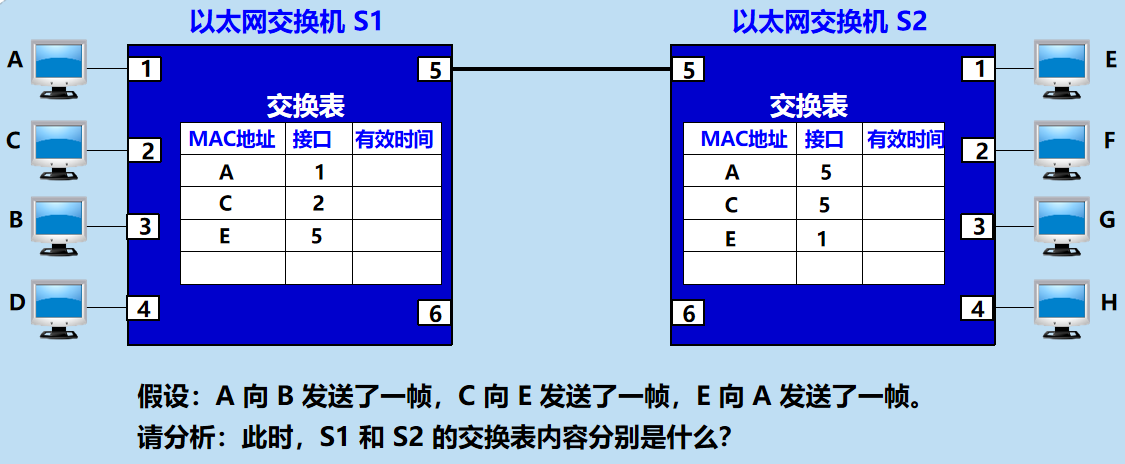 以太网交换机 S1
以太网交换机 S2
A
1
5
5
1
E
交换表
交换表
MAC地址 接口 有效时间
MAC地址 接口 有效时间
C
2
2
F
A 1
A 5
C 2
C 5
B
3
3
G
E 5
E 1
D
4
6
6
4
H
假设：A 向 B 发送了一帧，C 向 E 发送了一帧，E 向 A 发送了一帧。
请分析：此时，S1 和 S2 的交换表内容分别是什么？